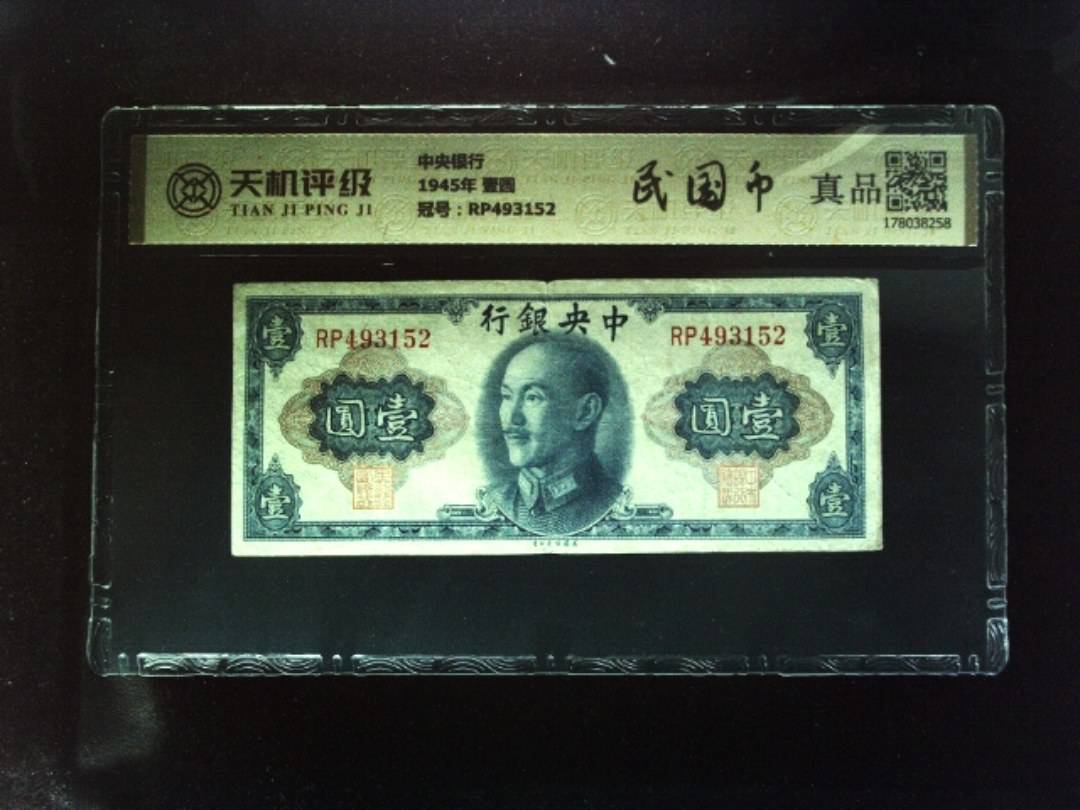 天机评级
TIAN JI PING JI
中央银行
1945年 壹圆
冠号：RP493152
民国币
真品
178038258
行銀央中
壹
RP493152
RP493152
壹
圓壹
圓壹
壹
壹